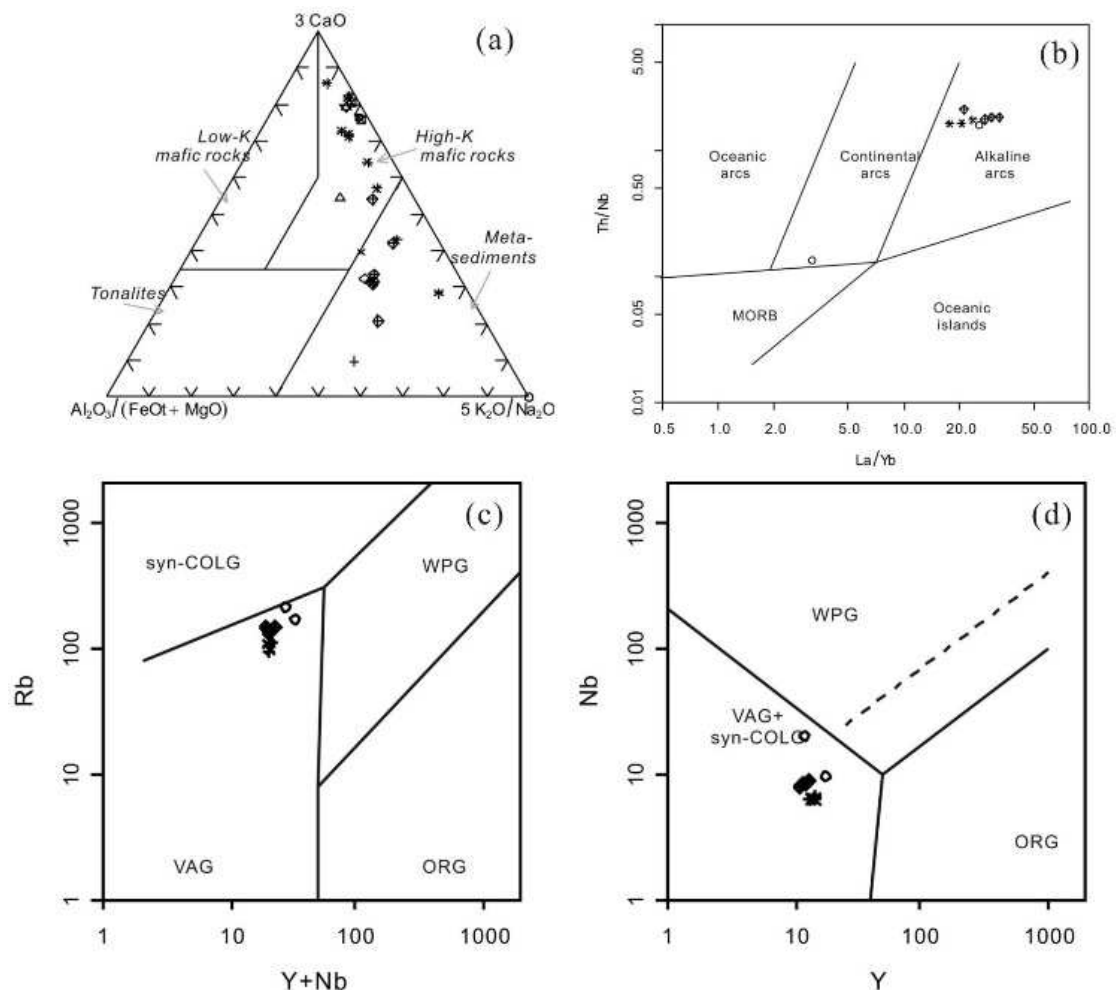 3 CaO
(a)
Low-K
mafic rocks
High-K
mafic rocks
Meta-
sediments
Tonalites
Al₂O₃/(FeOt + MgO)
5 K₂O/Na₂O
(b)
Th/Nb
5.00
0.50
0.05
0.01
Oceanic
arcs
Continental
arcs
Alkaline
arcs
MORB
Oceanic
islands
0.5
1.0
2.0
5.0
10.0
20.0
50.0
100.0
La/Yb
(c)
Rb
1000
100
10
1
syn-COLG
WPG
VAG
ORG
1
10
100
1000
Y+Nb
(d)
Nb
1000
100
10
1
WPG
VAG+
syn-COLG
ORG
1
10
100
1000
Y